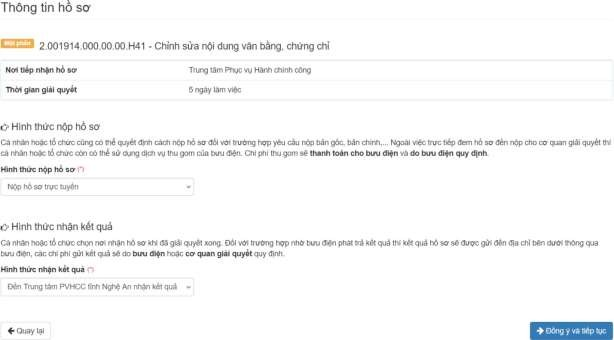 Thông tin hồ sơ
Một phần 2.001914.000.00.00.H41 - Chỉnh sửa nội dung văn bằng, chứng chỉ
Nơi tiếp nhận hồ sơ Trung tâm Phục vụ Hành chính công
Thời gian giải quyết 5 ngày làm việc
Hình thức nộp hồ sơ
Cá nhân hoặc tổ chức cũng có thể quyết định cách nộp hồ sơ đối với trường hợp yêu cầu nộp bản gốc, bản chính,... Ngoài việc trực tiếp đem hồ sơ đến nộp cho cơ quan giải quyết thì
cá nhân hoặc tổ chức còn có thể sử dụng dịch vụ thu gom của bưu điện. Chi phí thu gom sẽ thanh toán cho bưu điện và do bưu điện quy định.
Hình thức nộp hồ sơ (*)
Nộp hồ sơ trực tuyến
Hình thức nhận kết quả
Cá nhân hoặc tổ chức chọn nơi nhận hồ sơ khi đã giải quyết xong. Đối với trường hợp nhờ bưu điện phát trả kết quả thì kết quả hồ sơ sẽ được gửi đến địa chỉ bên dưới thông qua
bưu điện, các chi phí gửi kết quả sẽ do bưu điện hoặc cơ quan giải quyết quy định.
Hình thức nhận kết quả (*)
Đến Trung tâm PVHCC tỉnh Nghệ An nhận kết quả
Quay lại Đồng ý và tiếp tục